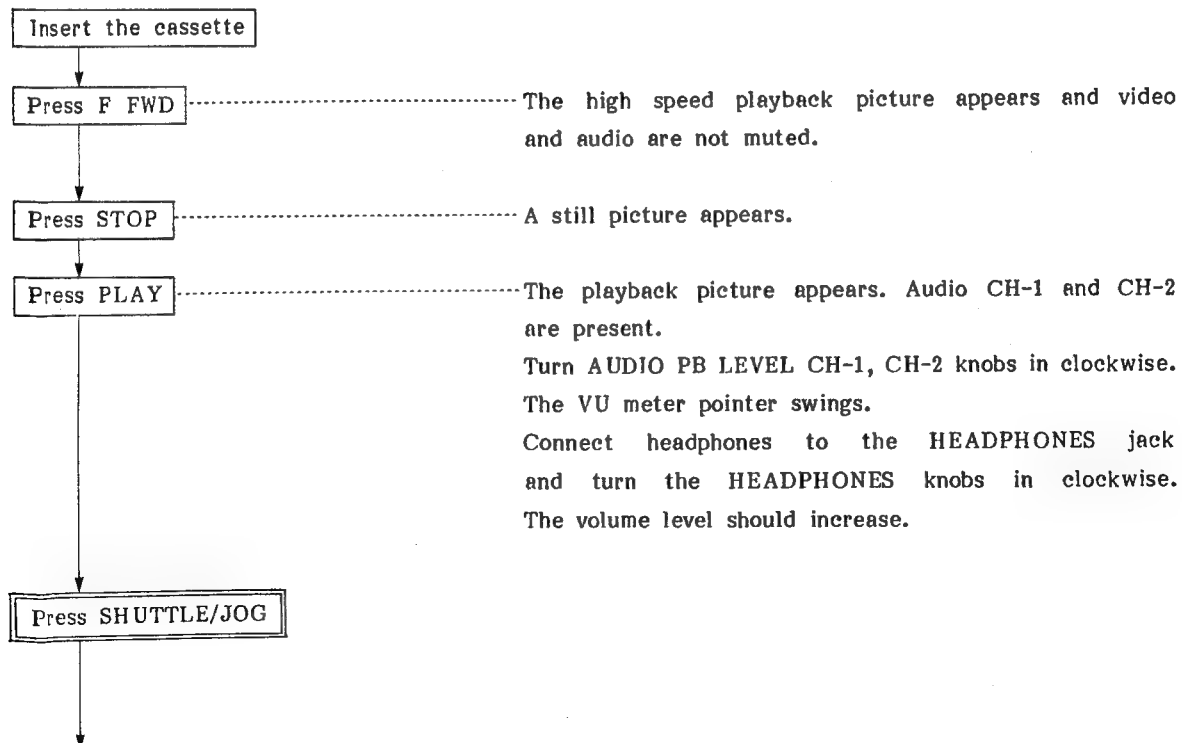 Insert the cassette
Press F FWD
The high speed playback picture appears and video
and audio are not muted.
Press STOP
A still picture appears.
Press PLAY
The playback picture appears. Audio CH-1 and CH-2
are present.
Turn AUDIO PB LEVEL CH-1, CH-2 knobs in clockwise.
The VU meter pointer swings.
Connect headphones to the HEADPHONES jack
and turn the HEADPHONES knobs in clockwise.
The volume level should increase.
Press SHUTTLE/JOG